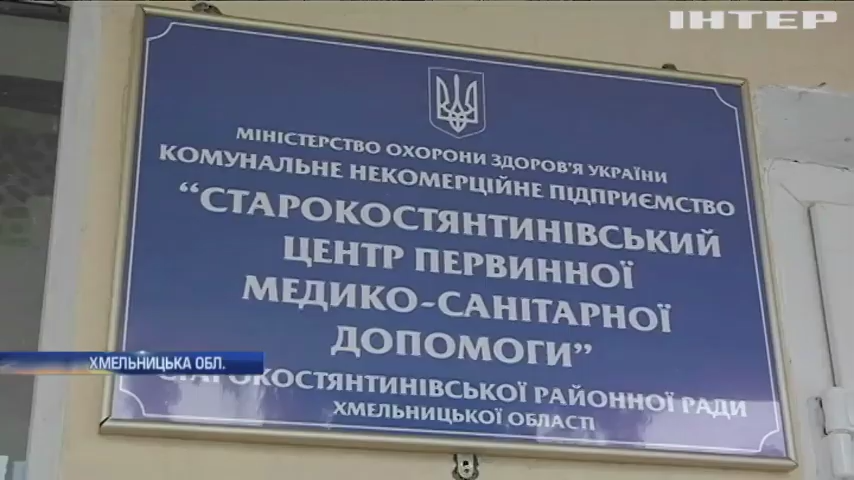 ІНТЕР
МІНІСТЕРСТВО ОХОРОНИ ЗДОРОВ'Я УКРАЇНИ
КОМУНАЛЬНЕ НЕКОМЕРЦІЙНЕ ПІДПРИЄМСТВО
“СТАРОКОСТЯНТИНІВСЬКИЙ
ЦЕНТР ПЕРВИННОЇ
МЕДИКО-САНІТАРНОЇ
ДОПОМОГИ”
ХМЕЛЬНИЦЬКА ОБЛ.
СТАРОКОСТЯНТИНІВСЬКОЇ РАЙОННОЇ РАДИ
ХМЕЛЬНИЦЬКОЇ ОБЛАСТІ